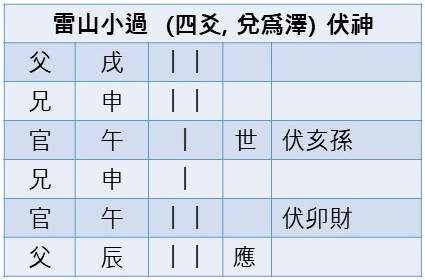 雷山小過 (四爻, 兌爲澤) 伏神
父 戌 | |
兄 申 | |
官 午 | 世 伏亥孫
兄 申 |
官 午 | | 伏卯財
父 辰 | | 應